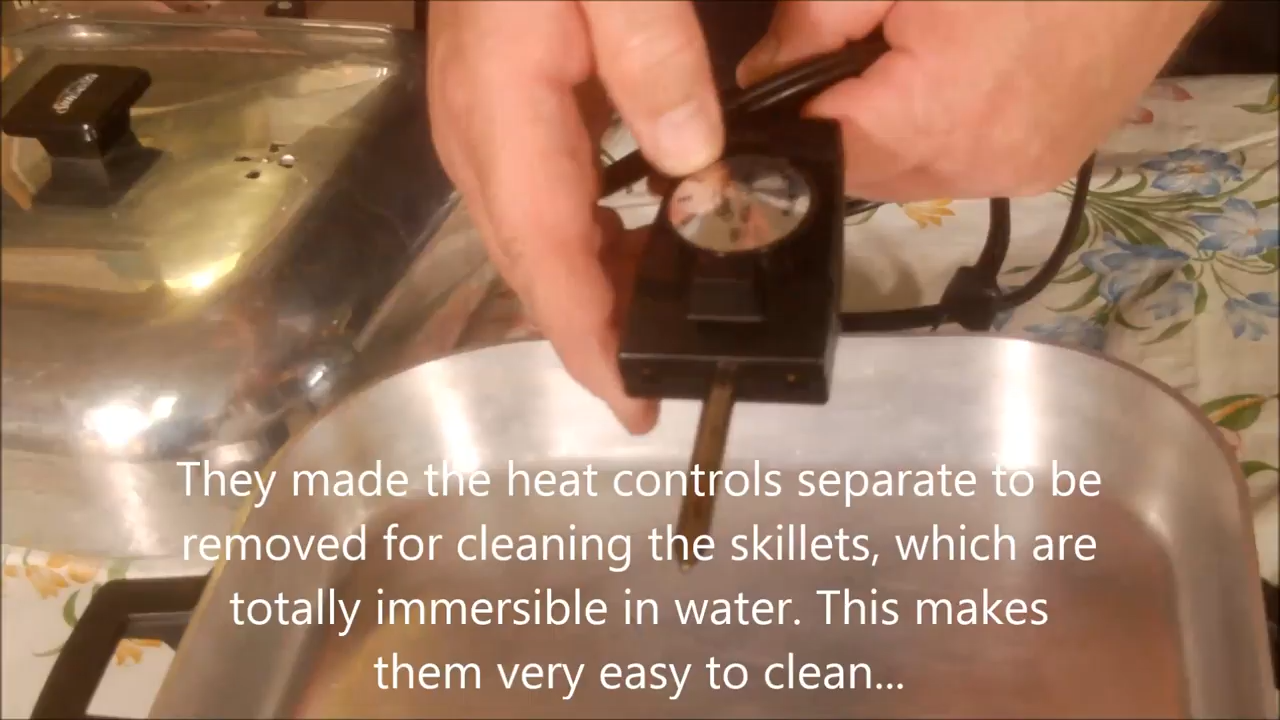 They made the heat controls separate to be
removed for cleaning the skillets, which are
totally immersible in water. This makes
them very easy to clean...